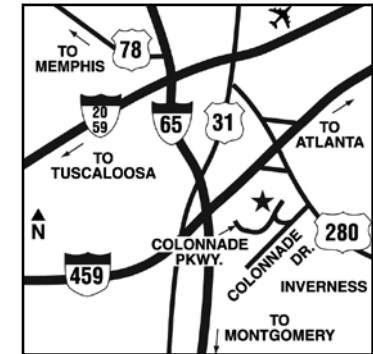 78
TO
MEMPHIS
20
59
65
31
TO
ATLANTA
TO
TUSCALOOSA
N
COLONNADE
PKWY.
280
COLONNADE
DR.
459
INVERNESS
TO
MONTGOMERY